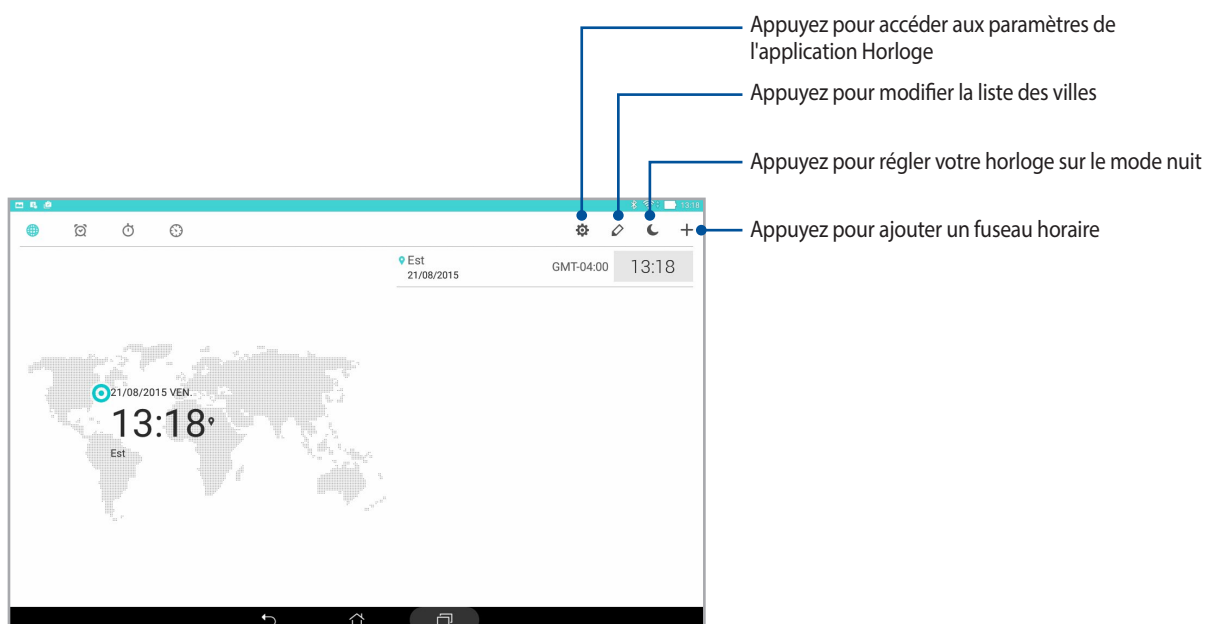 Appuyez pour accéder aux paramètres de
l'application Horloge
Appuyez pour modifier la liste des villes
Appuyez pour régler votre horloge sur le mode nuit
Appuyez pour ajouter un fuseau horaire
13:18
Est
21/08/2015
GMT-04:00
13:18
21/08/2015 VEN.
13:18
Est